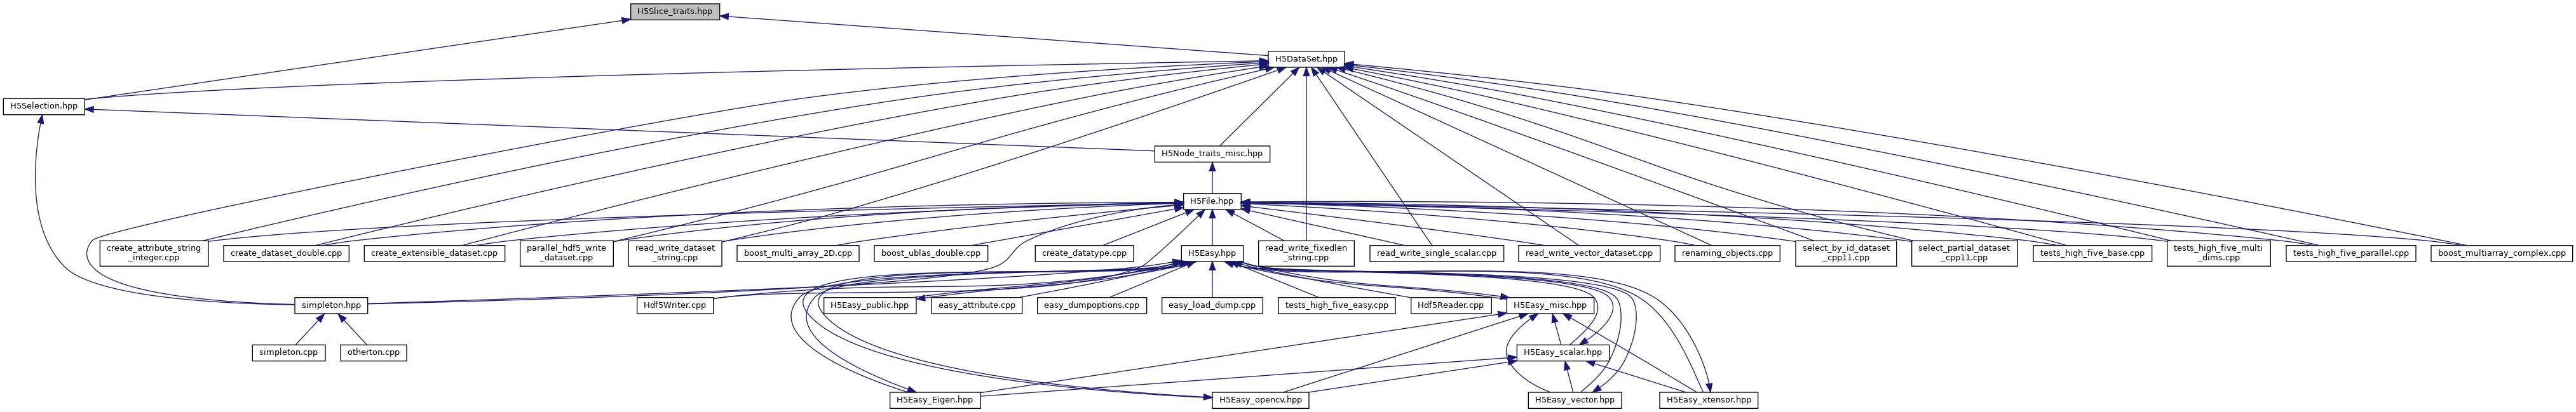 H5Slice_traits.hpp
H5DataSet.hpp
H5Selection.hpp
H5Node_traits_misc.hpp
H5File.hpp
create_attribute_string
_integer.cpp
create_dataset_double.cpp
create_extensible_dataset.cpp
parallel_hdf5_write
_dataset.cpp
read_write_dataset
_string.cpp
boost_multi_array_2D.cpp
boost_ublas_double.cpp
create_datatype.cpp
H5Easy.hpp
read_write_fixedlen
_string.cpp
read_write_single_scalar.cpp
read_write_vector_dataset.cpp
renaming_objects.cpp
select_by_id_dataset
_cpp11.cpp
select_partial_dataset
_cpp11.cpp
tests_high_five_base.cpp
tests_high_five_multi
_dims.cpp
tests_high_five_parallel.cpp
boost_multiarray_complex.cpp
simpleton.hpp
Hdf5Writer.cpp
H5Easy_public.hpp
easy_attribute.cpp
easy_dumpoptions.cpp
easy_load_dump.cpp
tests_high_five_easy.cpp
Hdf5Reader.cpp
H5Easy_misc.hpp
simpleton.cpp
otherton.cpp
H5Easy_scalar.hpp
H5Easy_Eigen.hpp
H5Easy_opencv.hpp
H5Easy_vector.hpp
H5Easy_xtensor.hpp